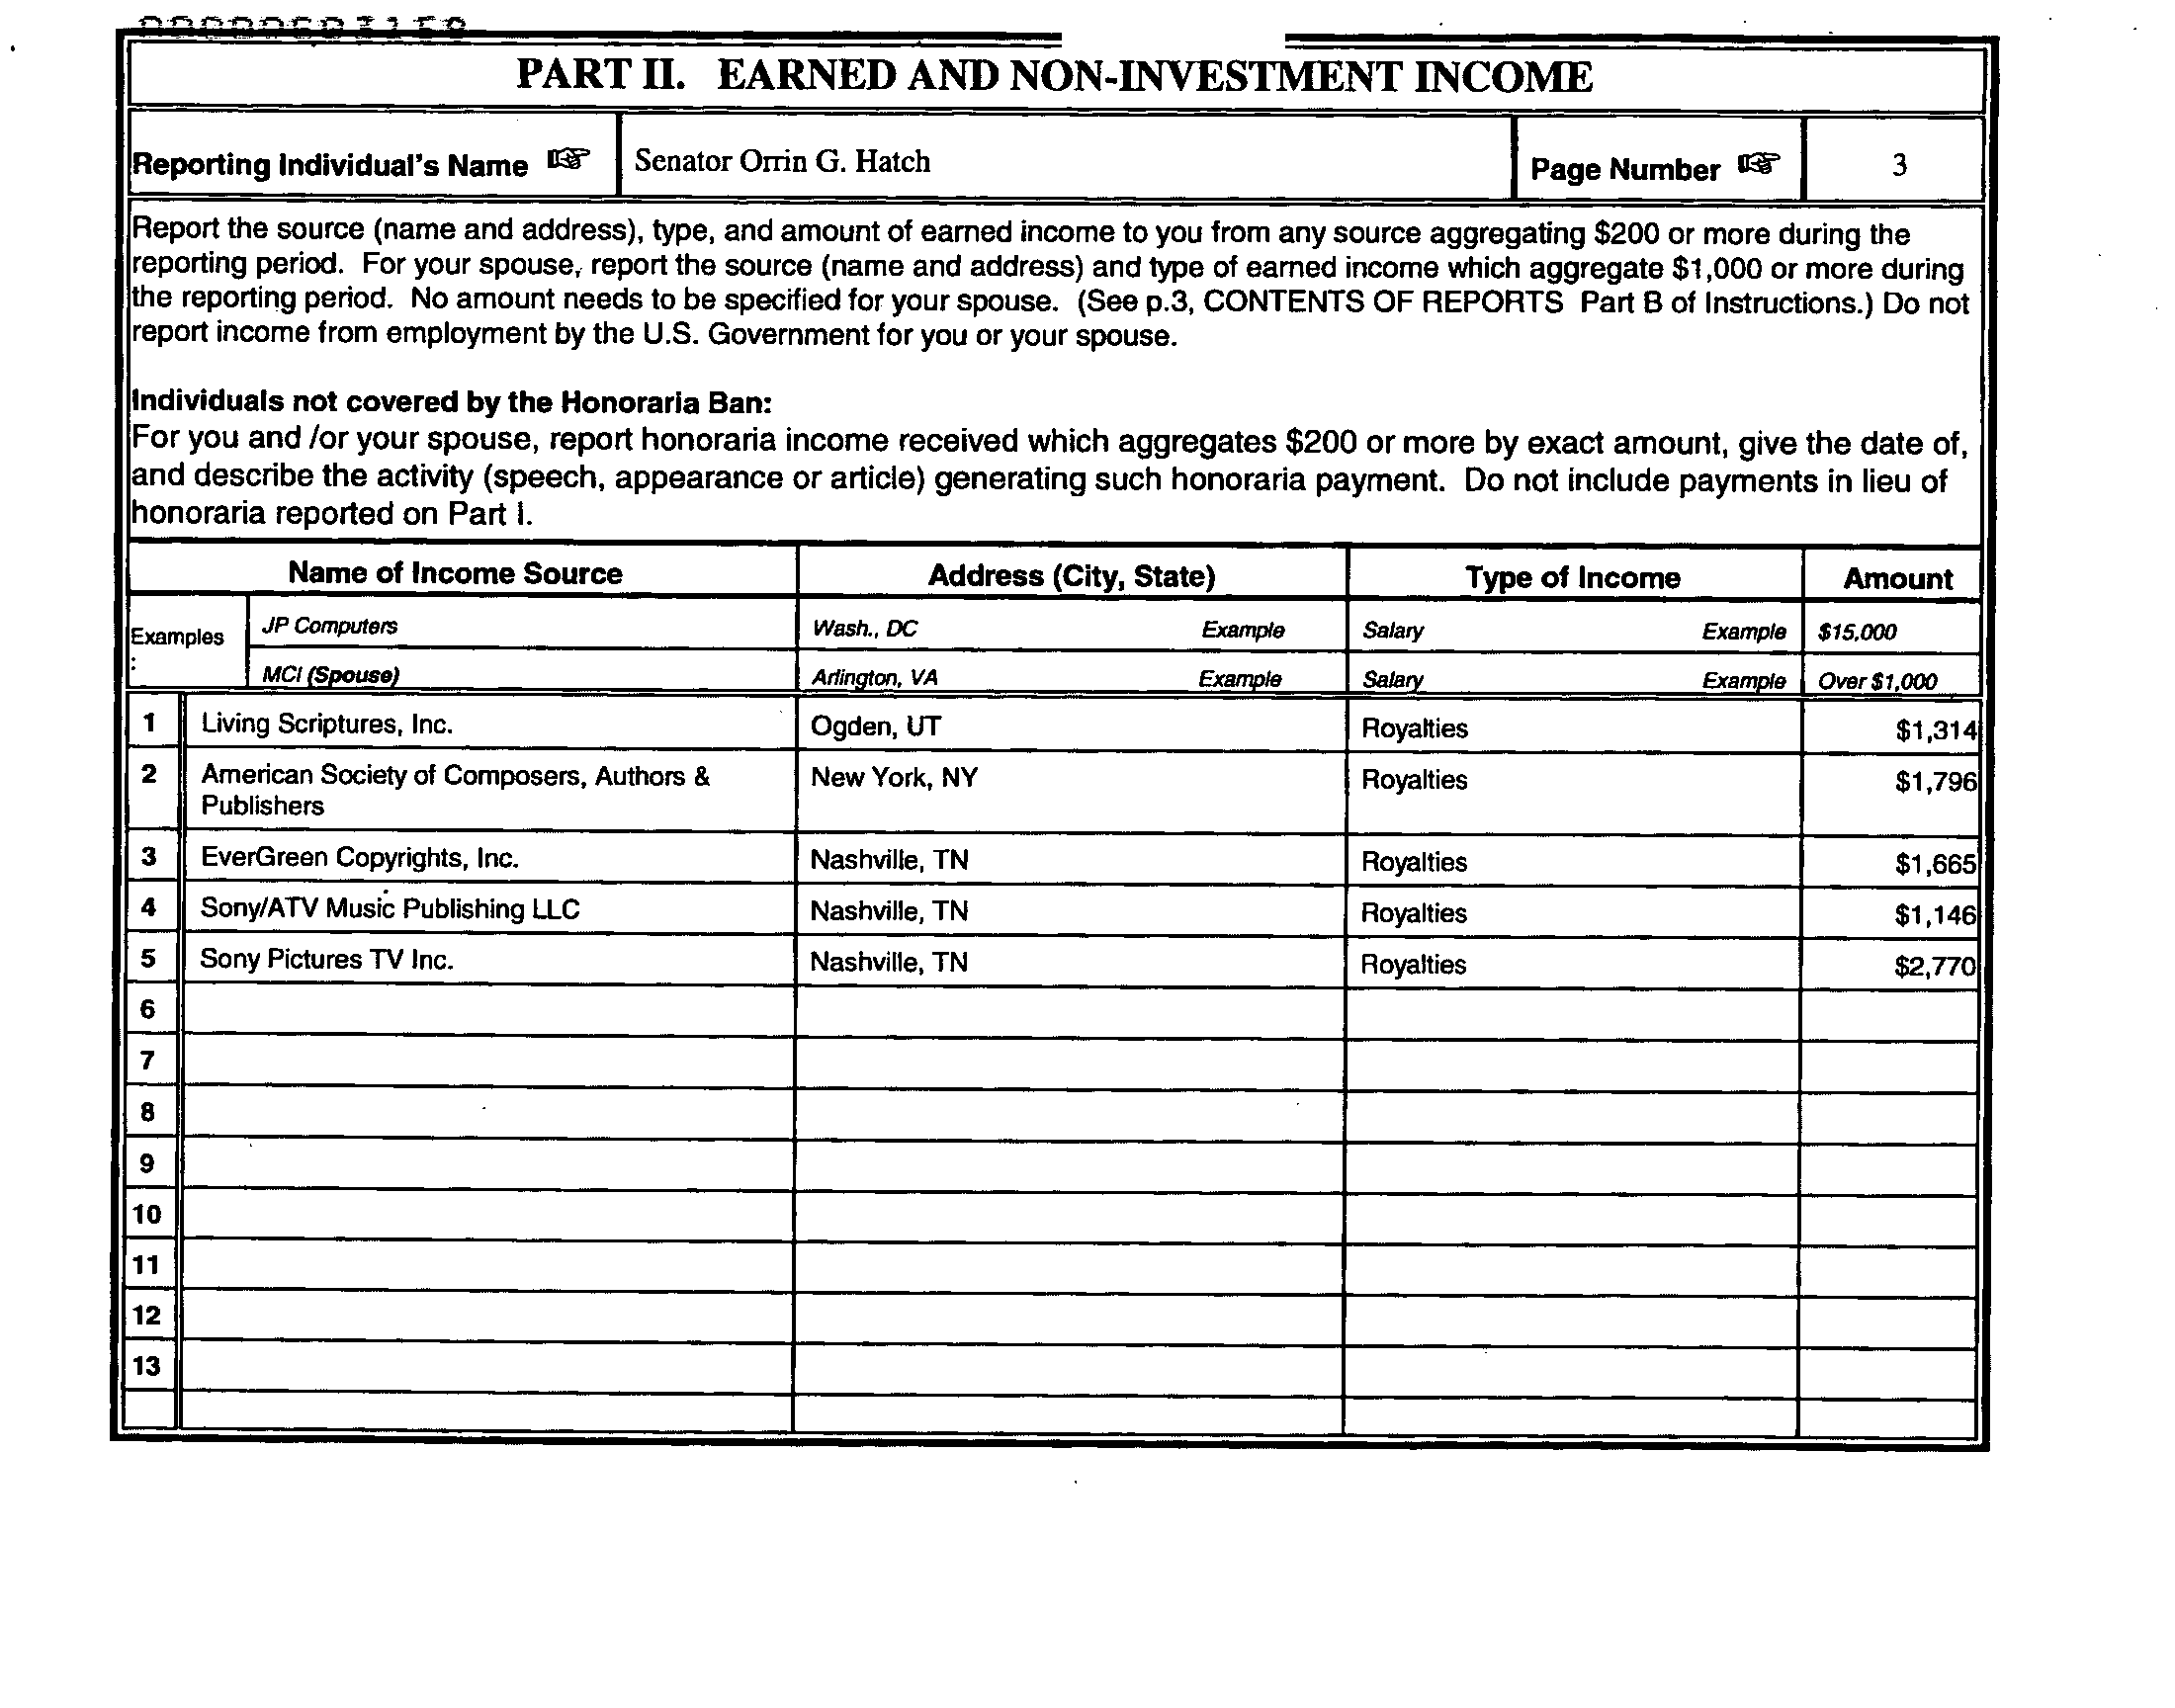 PART II. EARNED AND NON-INVESTMENT INCOME
Reporting Individual's Name ☞ Senator Orrin G. Hatch Page Number ☞ 3
Report the source (name and address), type, and amount of earned income to you from any source aggregating $200 or more during the
reporting period. For your spouse, report the source (name and address) and type of earned income which aggregate $1,000 or more during
the reporting period. No amount needs to be specified for your spouse. (See p.3, CONTENTS OF REPORTS Part B of Instructions.) Do not
report income from employment by the U.S. Government for you or your spouse.
Individuals not covered by the Honoraria Ban:
For you and /or your spouse, report honoraria income received which aggregates $200 or more by exact amount, give the date of,
and describe the activity (speech, appearance or article) generating such honoraria payment. Do not include payments in lieu of
honoraria reported on Part I.
Name of Income Source Address (City, State) Type of Income Amount
Examples : JP Computers Wash., DC Example Salary Example $15,000
MCI (Spouse) Arlington, VA Example Salary Example Over $1,000
1 Living Scriptures, Inc. Ogden, UT Royalties $1,314
2 American Society of Composers, Authors & New York, NY Royalties $1,796
Publishers
3 EverGreen Copyrights, Inc. Nashville, TN Royalties $1,665
4 Sony/ATV Music Publishing LLC Nashville, TN Royalties $1,146
5 Sony Pictures TV Inc. Nashville, TN Royalties $2,770
6
7
8
9
10
11
12
13